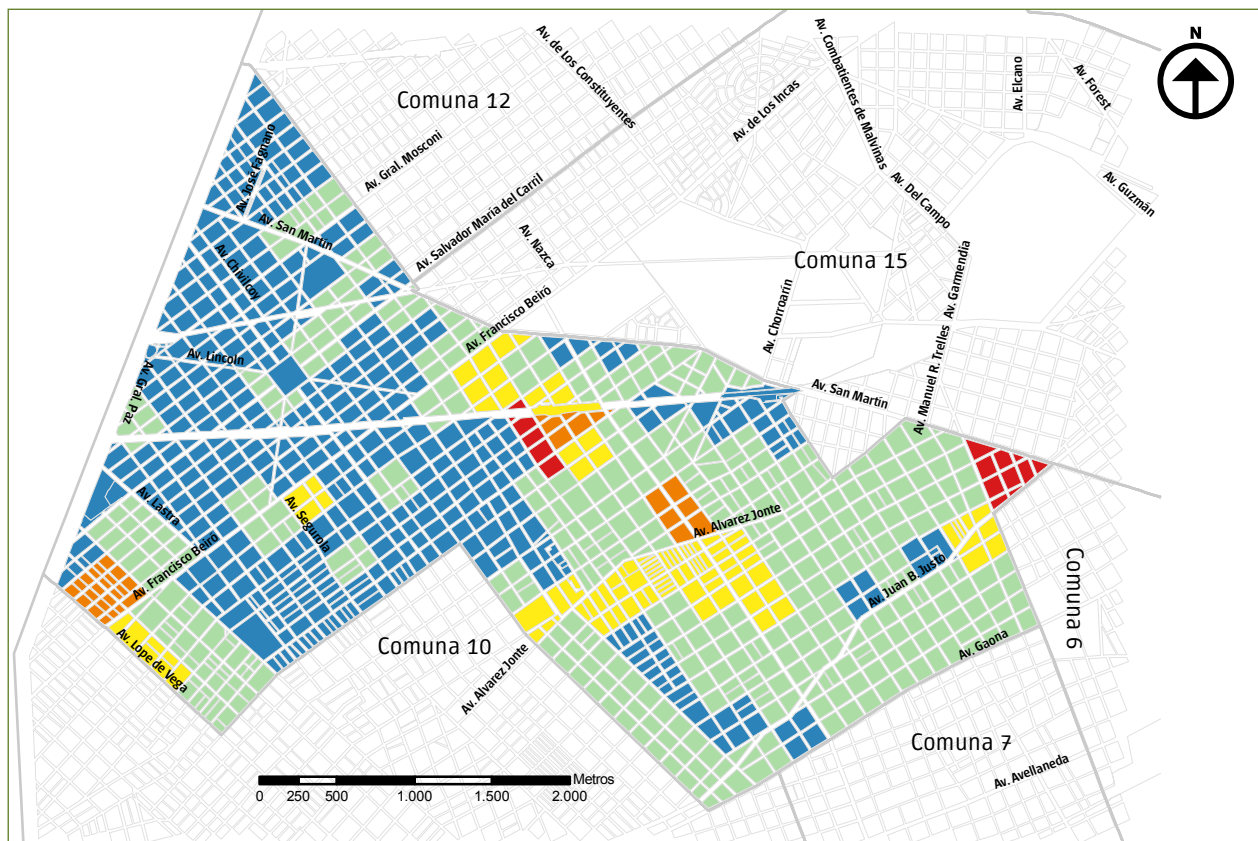 N
Comuna 12
Av. de Los Constituyentes
Av. Combatientes de Malvinas
Av. Elcano
Av. Forest
Av. de Los Incas
Av. Gral. Mosconi
Av. José Fagnano
Av. Del Campo
Av. Guzmán
Av. San Martín
Av. Salvador María del Carril
Av. Nazca
Av. Chivilcoy
Comuna 15
Av. Garmendia
Av. Chorroarín
Av. Francisco Beiró
Av. Lincoln
Av. Gral. Paz
Av. Manuel R. Trelles
Av. San Martín
Av. Lastra
Av. Segurola
Av. Alvarez Jonte
Av. Francisco Beiró
Av. Juan B. Justo
Comuna 6
Av. Lope de Vega
Comuna 10
Av. Gaona
Av. Alvarez Jonte
Comuna 7
Av. Avellaneda
Metros
0 250 500 1.000 1.500 2.000